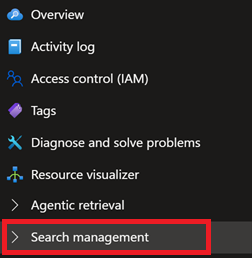 Overview
Activity log
Access control (IAM)
Tags
Diagnose and solve problems
Resource visualizer
Agentic retrieval
Search management